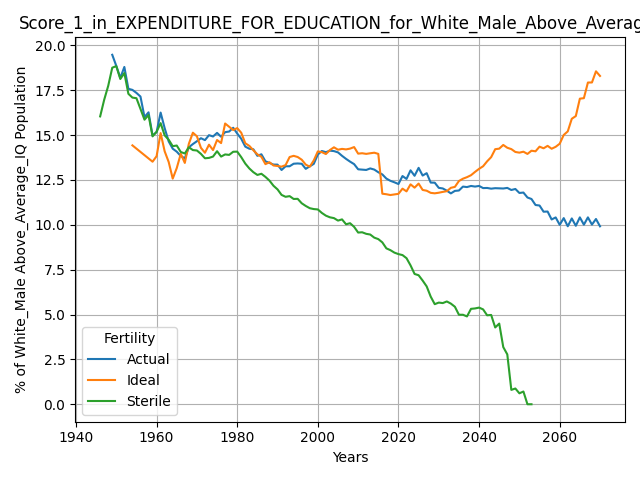 Score_1_in_EXPENDITURE_FOR_EDUCATION_for_White_Male_Above_Averag
% of White_Male Above_Average_IQ Population
20.0
17.5
15.0
12.5
10.0
7.5
5.0
2.5
0.0
Fertility
Actual
Ideal
Sterile
1940 1960 1980 2000 2020 2040 2060
Years